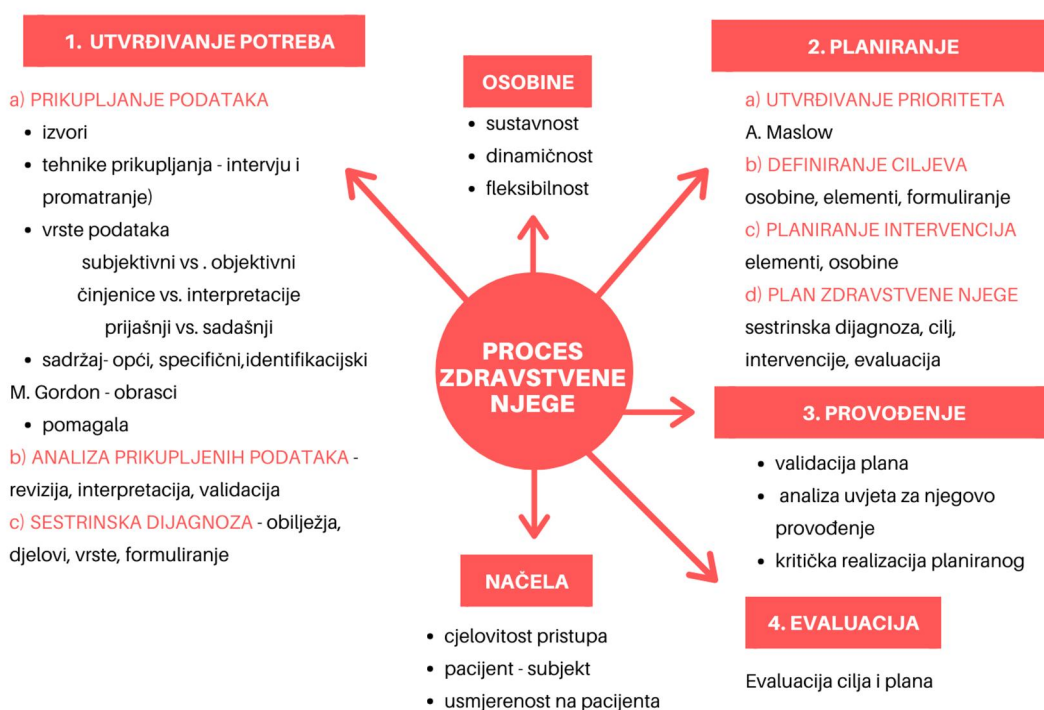 1. UTVRĐIVANJE POTREBA
a) PRIKUPLJANJE PODATAKA
• izvori
• tehnike prikupljanja - intervju i
promatranje)
• vrste podataka
subjektivni vs . objektivni
činjenice vs. interpretacije
prijašnji vs. sadašnji
• sadržaj- opći, specifični,identifikacijski
M. Gordon - obrasci
• pomagala
b) ANALIZA PRIKUPLJENIH PODATAKA -
revizija, interpretacija, validacija
c) SESTRINSKA DIJAGNOZA - obilježja,
djelovi, vrste, formuliranje
OSOBINE
• sustavnost
• dinamičnost
• fleksibilnost
PROCES
ZDRAVSTVENE
NJEGE
NAČELA
• cjelovitost pristupa
• pacijent - subjekt
• usmjerenost na pacijenta
2. PLANIRANJE
a) UTVRĐIVANJE PRIORITETA
A. Maslow
b) DEFINIRANJE CILJEVA
osobine, elementi, formuliranje
c) PLANIRANJE INTERVENCIJA
elementi, osobine
d) PLAN ZDRAVSTVENE NJEGE
sestrinska dijagnoza, cilj,
intervencije, evaluacija
3. PROVOĐENJE
• validacija plana
• analiza uvjeta za njegovo
provođenje
• kritička realizacija planiranog
4. EVALUACIJA
Evaluacija cilja i plana